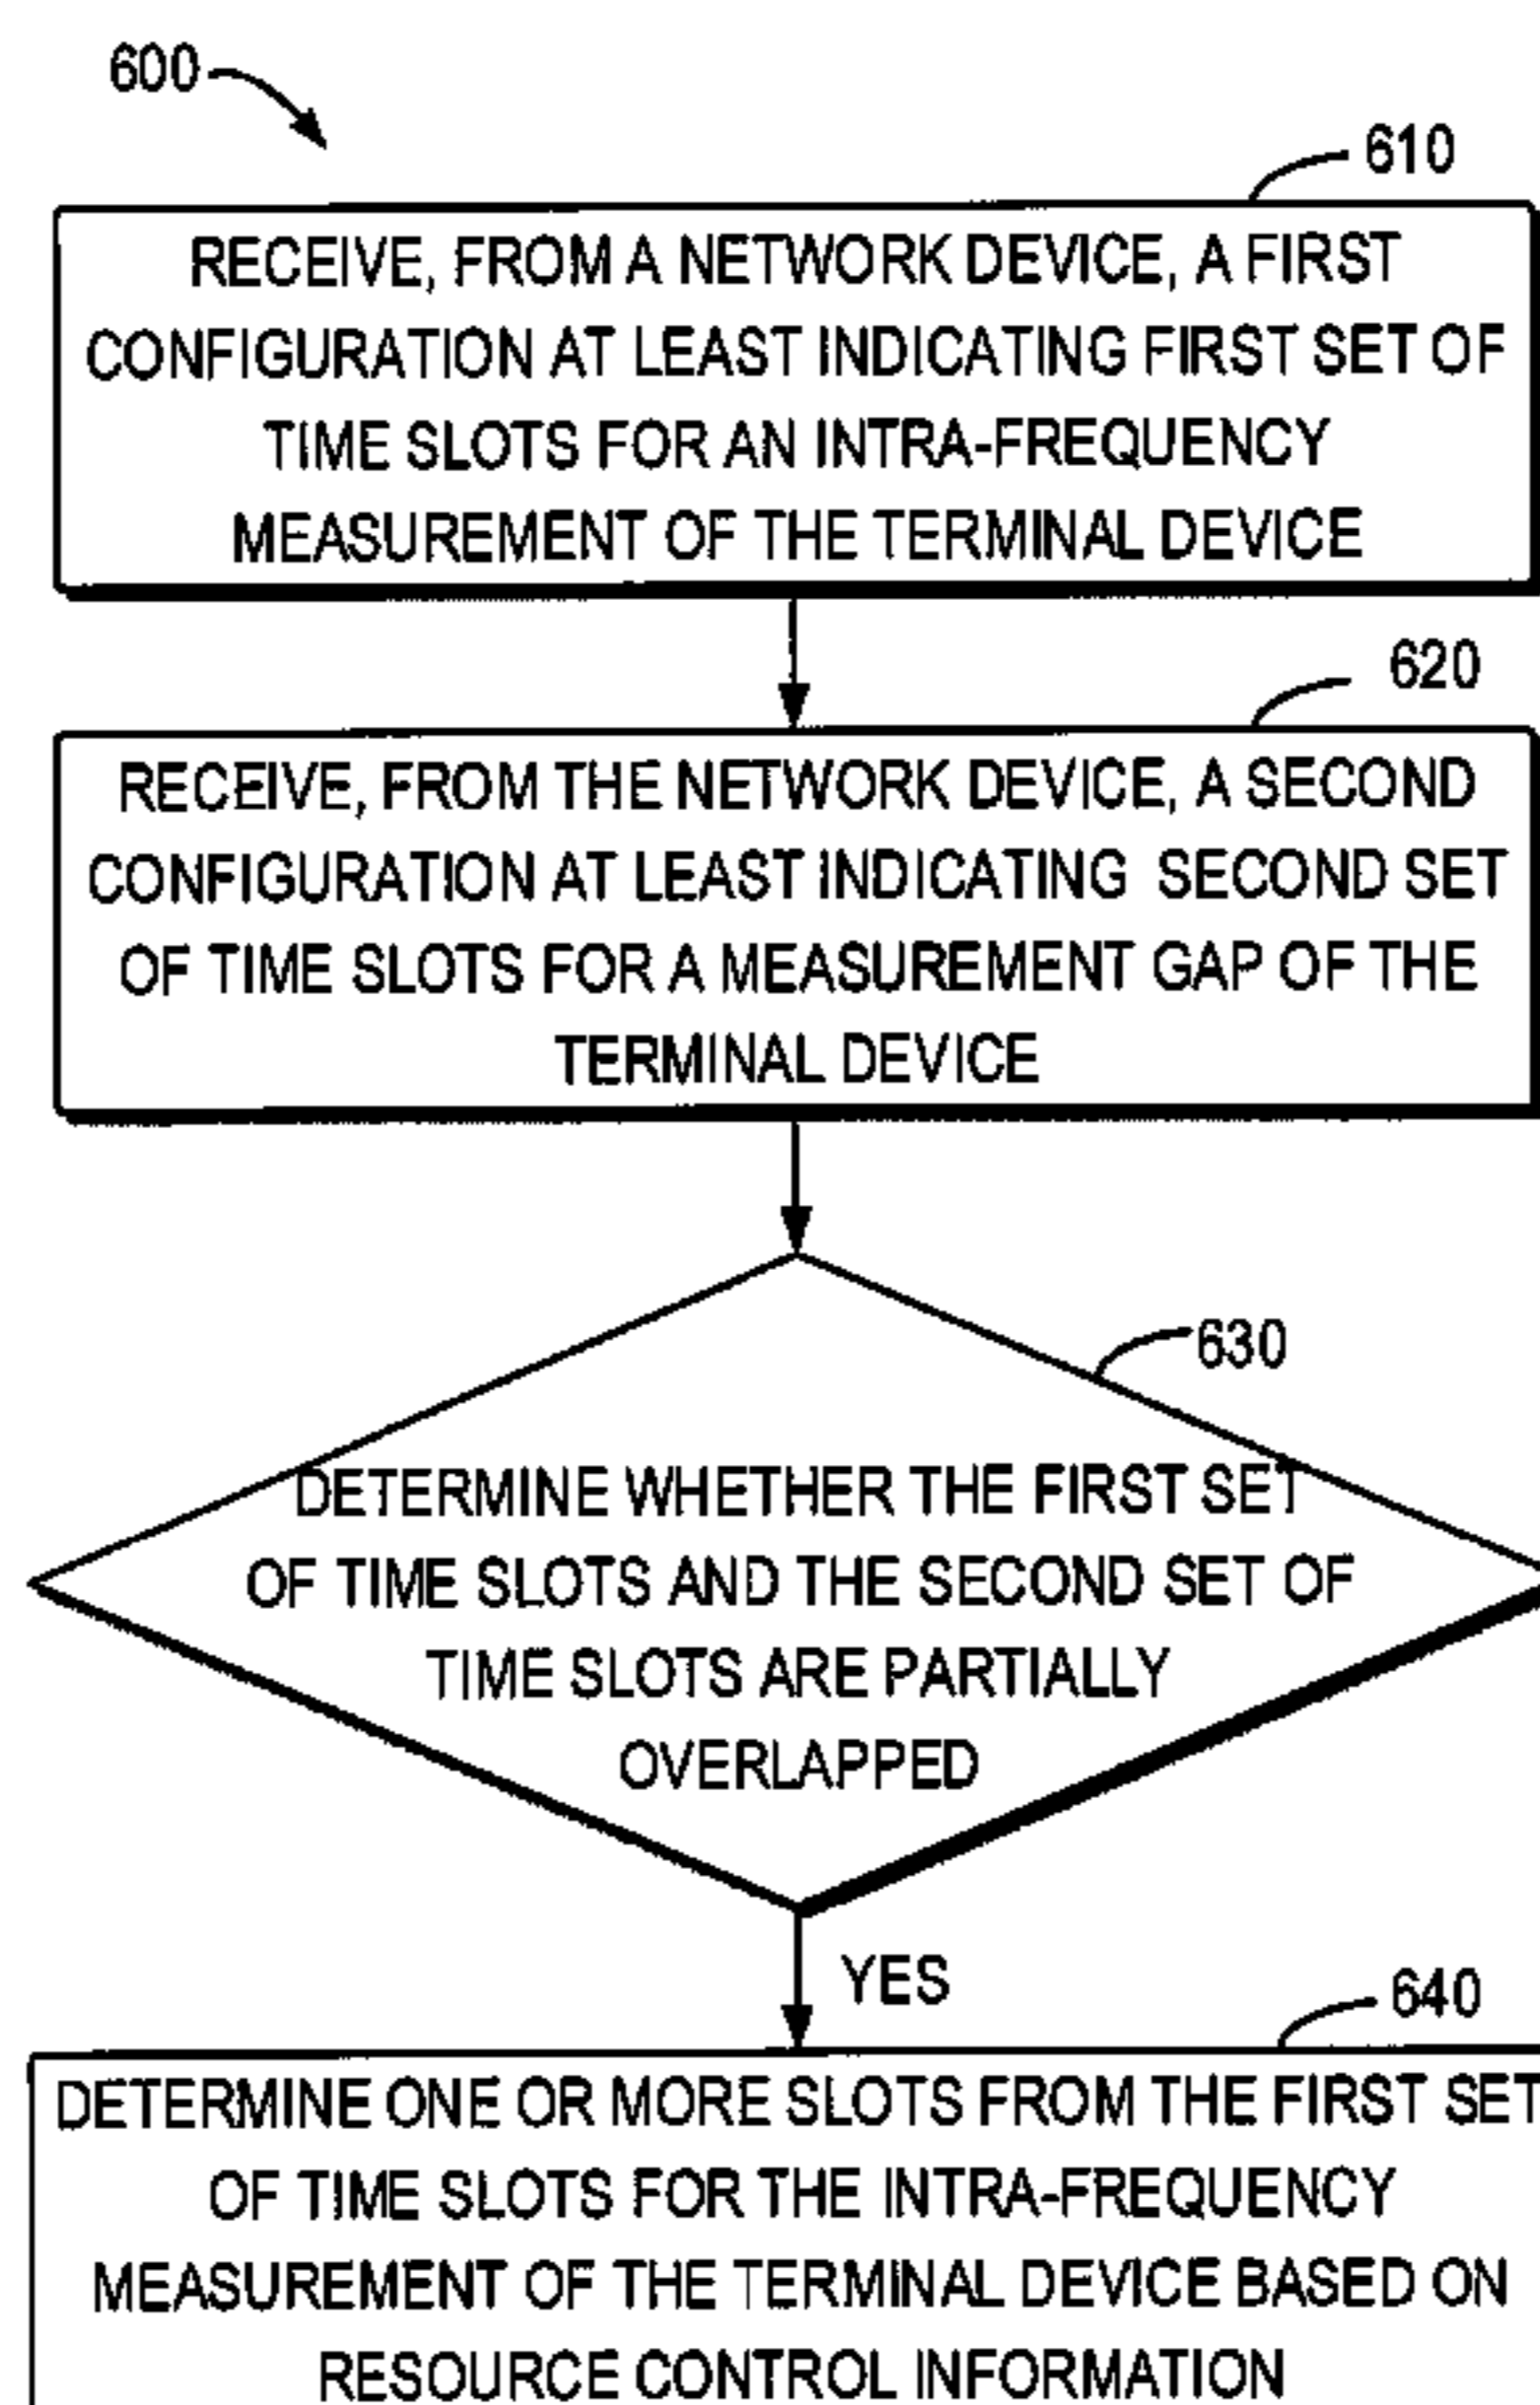 600
610
RECEIVE, FROM A NETWORK DEVICE, A FIRST
CONFIGURATION AT LEAST INDICATING FIRST SET OF
TIME SLOTS FOR AN INTRA-FREQUENCY
MEASUREMENT OF THE TERMINAL DEVICE
620
RECEIVE, FROM THE NETWORK DEVICE, A SECOND
CONFIGURATION AT LEAST INDICATING SECOND SET
OF TIME SLOTS FOR A MEASUREMENT GAP OF THE
TERMINAL DEVICE
630
DETERMINE WHETHER THE FIRST SET
OF TIME SLOTS AND THE SECOND SET OF
TIME SLOTS ARE PARTIALLY
OVERLAPPED
YES
640
DETERMINE ONE OR MORE SLOTS FROM THE FIRST SET
OF TIME SLOTS FOR THE INTRA-FREQUENCY
MEASUREMENT OF THE TERMINAL DEVICE BASED ON
RESOURCE CONTROL INFORMATION